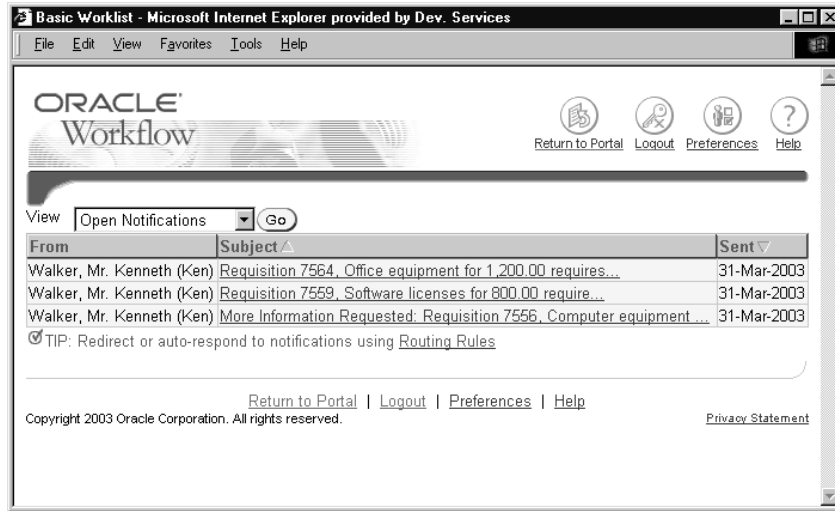 Basic Worklist - Microsoft Internet Explorer provided by Dev. Services
File Edit View Favorites Tools Help
ORACLE'
Workflow
Return to Portal Logout Preferences Help
View Open Notifications Go
From Subject Sent
Walker, Mr. Kenneth (Ken) Requisition 7564, Office equipment for 1,200.00 requires... 31-Mar-2003
Walker, Mr. Kenneth (Ken) Requisition 7559, Software licenses for 800.00 require... 31-Mar-2003
Walker, Mr. Kenneth (Ken) More Information Requested: Requisition 7556, Computer equipment ... 31-Mar-2003
TIP: Redirect or auto-respond to notifications using Routing Rules
Return to Portal | Logout | Preferences | Help
Copyright 2003 Oracle Corporation. All rights reserved. Privacy Statement